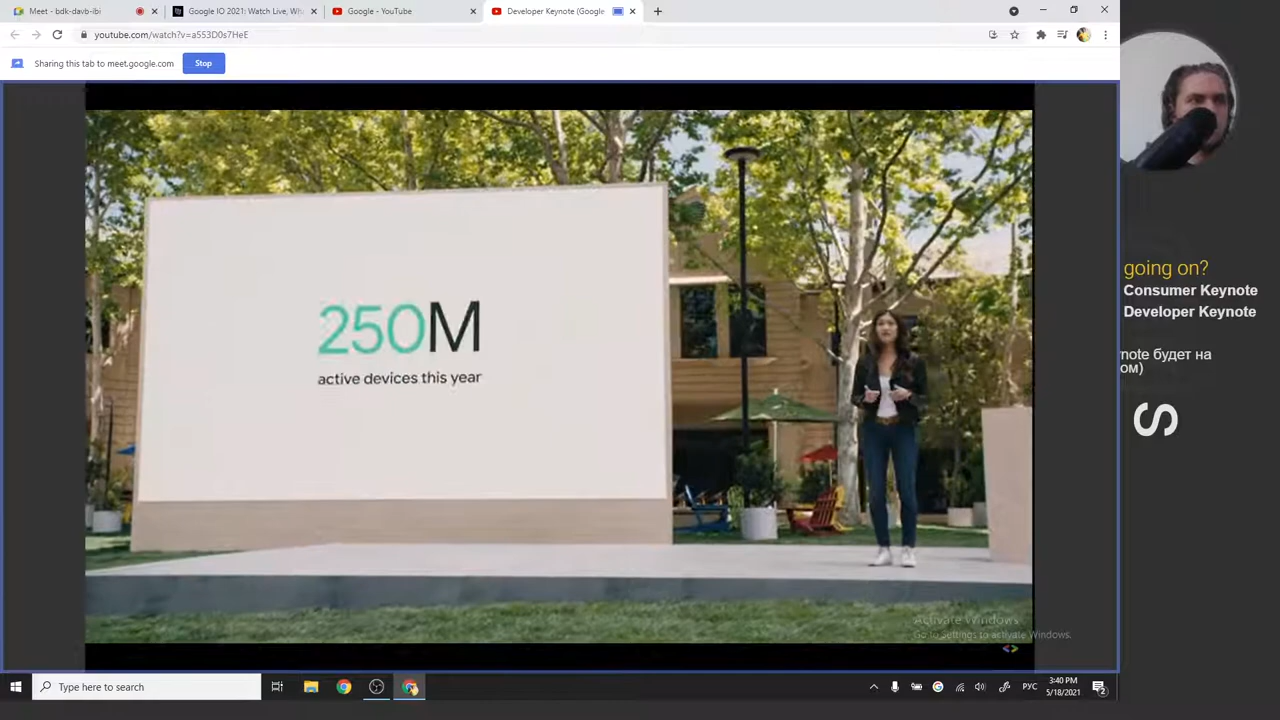 Meet - bdk-davb-ibi
Google IO 2021: Watch Live, Wh
Google - YouTube
Developer Keynote (Google
youtube.com/watch?v=a553D0s7HeE
Sharing this tab to meet.google.com
Stop
250M
active devices this year
going on?
Consumer Keynote
Developer Keynote
note будет на
ом)
S
Activate Windows
Go to Settings to activate Windows.
Type here to search
РУС
3:40 PM
5/18/2021
2